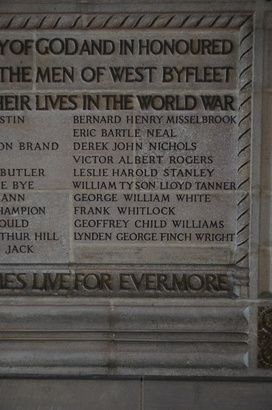 Y OF GOD AND IN HONOURED
THE MEN OF WEST BYFLEET
HEIR LIVES IN THE WORLD WAR
STIN BERNARD HENRY MISSELBROOK
ERIC BARTLE NEAL
ON BRAND DEREK JOHN NICHOLS
VICTOR ALBERT ROGERS
BUTLER LESLIE HAROLD STANLEY
E BYE WILLIAM TYSON LLOYD TANNER
ANN GEORGE WILLIAM WHITE
HAMPION FRANK WHITLOCK
OULD GEOFFREY CHILD WILLIAMS
THUR HILL LYNDEN GEORGE FINCH WRIGHT
JACK
IES LIVE FOR EVERMORE